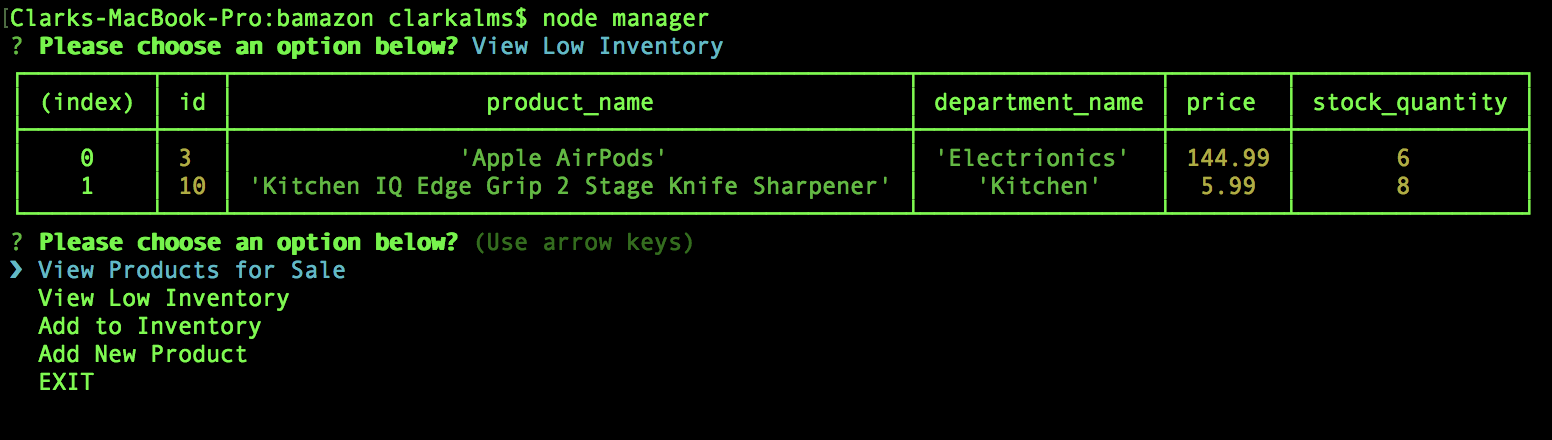 [Clarks-MacBook-Pro:bamazon clarkalms$ node manager
? Please choose an option below? View Low Inventory
(index) id product_name department_name price stock_quantity
0 3 'Apple AirPods' 'Electrionics' 144.99 6
1 10 'Kitchen IQ Edge Grip 2 Stage Knife Sharpener' 'Kitchen' 5.99 8
? Please choose an option below? (Use arrow keys)
❯ View Products for Sale
View Low Inventory
Add to Inventory
Add New Product
EXIT